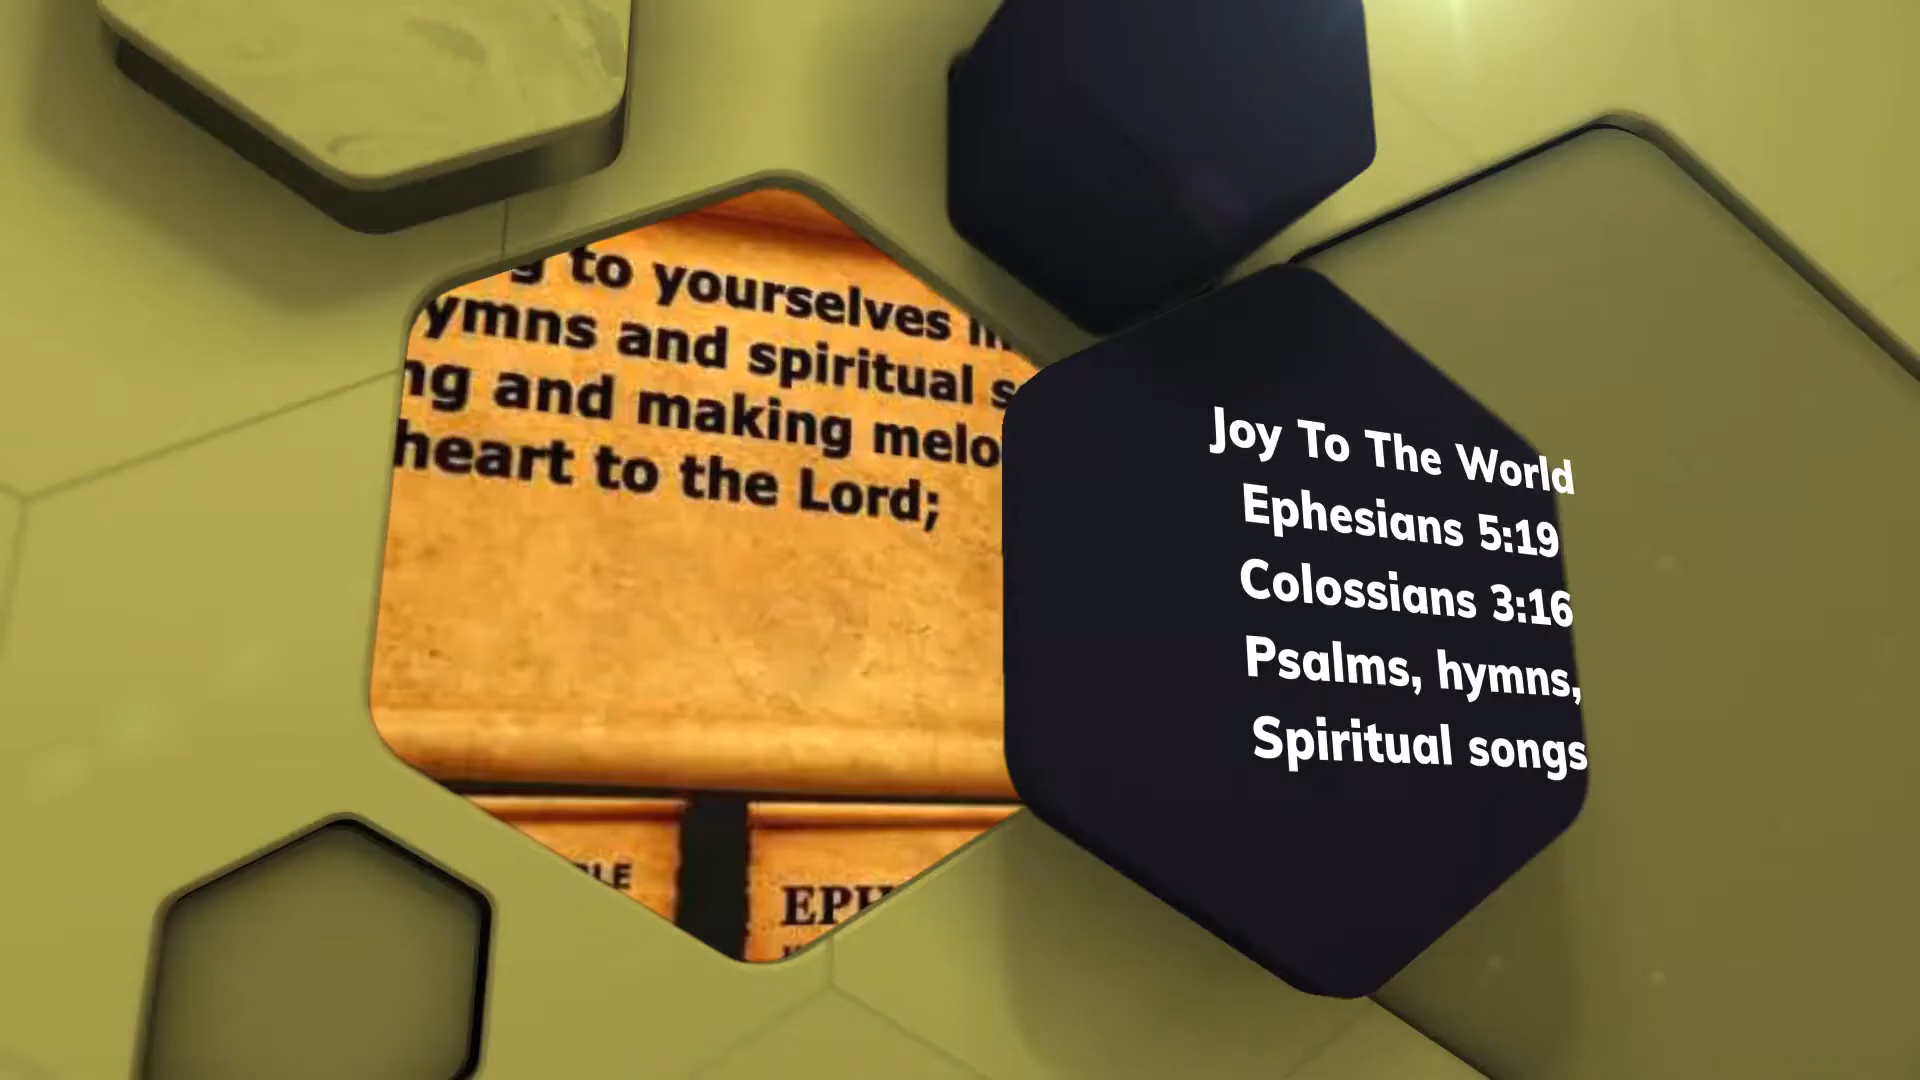 to yourselves
ymns and spiritual
ng and making melo
heart to the Lord;
Joy To The World
Ephesians 5:19
Colossians 3:16
Psalms, hymns,
Spiritual songs
EPH